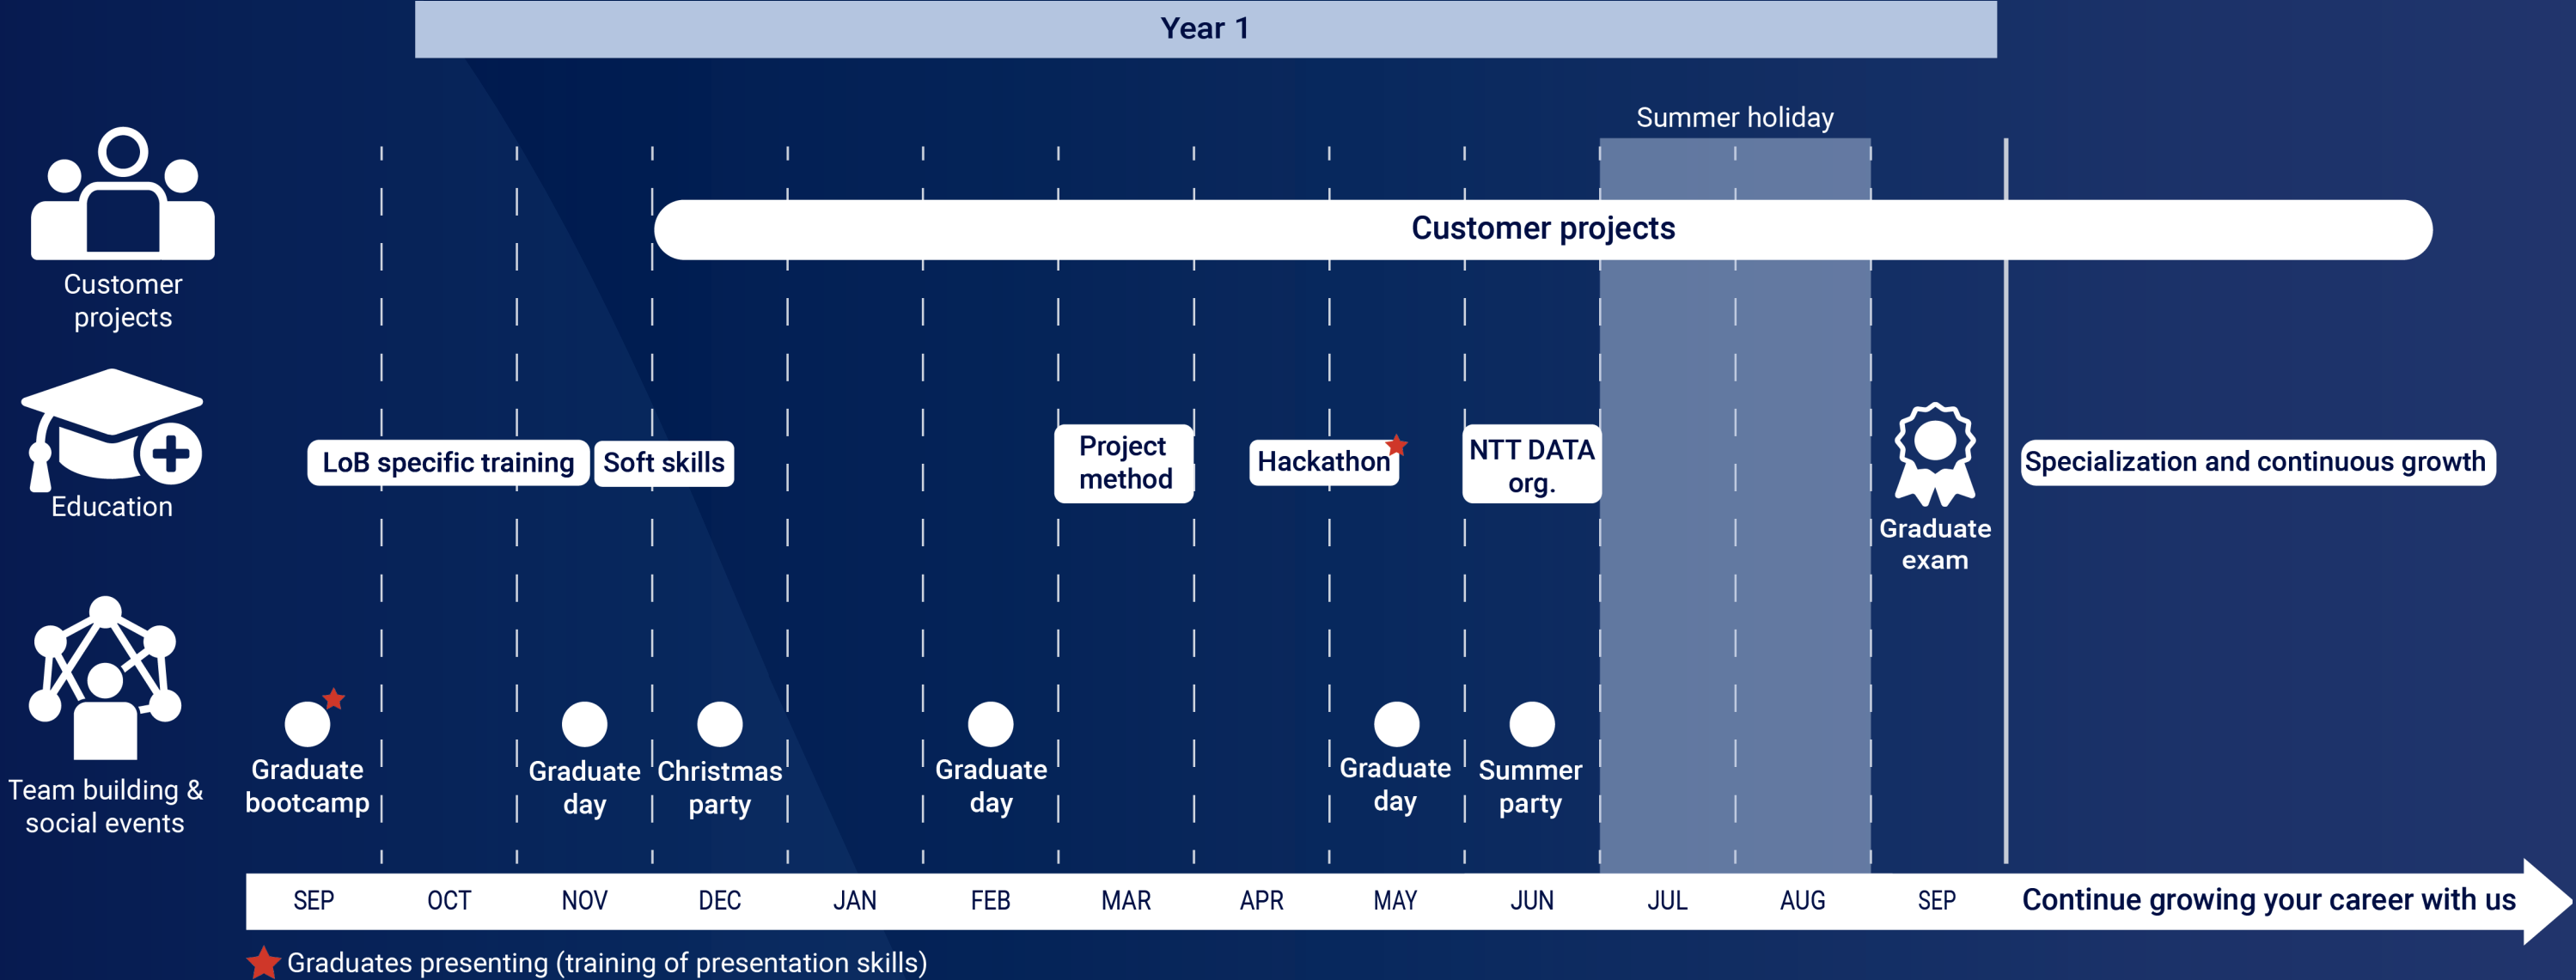 Year 1
Summer holiday
Customer projects
Customer
projects
LoB specific training
Soft skills
Project
method
Hackathon
NTT DATA
org.
Graduate
exam
Specialization and continuous growth
Education
Graduate
bootcamp
Graduate
day
Christmas
party
Graduate
day
Graduate
day
Summer
party
Team building &
social events
SEP OCT NOV DEC JAN FEB MAR APR MAY JUN JUL AUG SEP Continue growing your career with us
Graduates presenting (training of presentation skills)